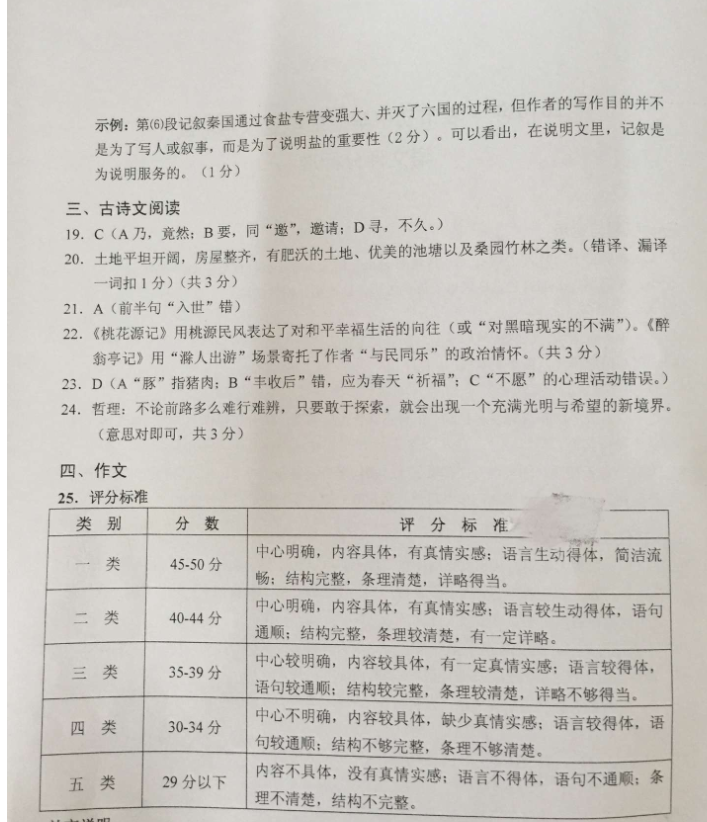 示例：第⑹段记叙秦国通过食盐专营变强大、并灭了六国的过程，但作者的写作目的并不
是为了写人或叙事，而是为了说明盐的重要性（2 分）。可以看出，在说明文里，记叙是
为说明服务的。（1 分）
三、古诗文阅读
19．C（A 乃，竟然；B 要，同“邀”，邀请；D 寻，不久。）
20．土地平坦开阔，房屋整齐，有肥沃的土地、优美的池塘以及桑园竹林之类。（错译、漏译
一词扣 1 分）（共 3 分）
21．A（前半句“入世”错）
22．《桃花源记》用桃源民风表达了对和平幸福生活的向往（或“对黑暗现实的不满”）。《醉
翁亭记》用“滁人出游”场景寄托了作者“与民同乐”的政治情怀。（共 3 分）
23．D（A“豚”指猪肉；B“丰收后”错，应为春天“祈福”；C“不愿”的心理活动错误。）
24．哲理：不论前路多么难行难辨，只要敢于探索，就会出现一个充满光明与希望的新境界。
（意思对即可，共 3 分）
四、作文
25．评分标准
类 别 分 数 评 分 标 准
一 类 45-50 分 中心明确，内容具体，有真情实感；语言生动得体，简洁流
畅；结构完整，条理清楚，详略得当。
二 类 40-44 分 中心明确，内容具体，有真情实感；语言较生动得体，语句
通顺；结构完整，条理较清楚，有一定详略。
三 类 35-39 分 中心较明确，内容较具体，有一定真情实感；语言较得体，
语句较通顺；结构较完整，条理较清楚，详略不够得当。
四 类 30-34 分 中心不明确，内容较具体，缺少真情实感；语言较得体，语
句较通顺；结构不够完整，条理不够清楚。
五 类 29 分以下 内容不具体，没有真情实感；语言不得体，语句不通顺；条
理不清楚，结构不完整。